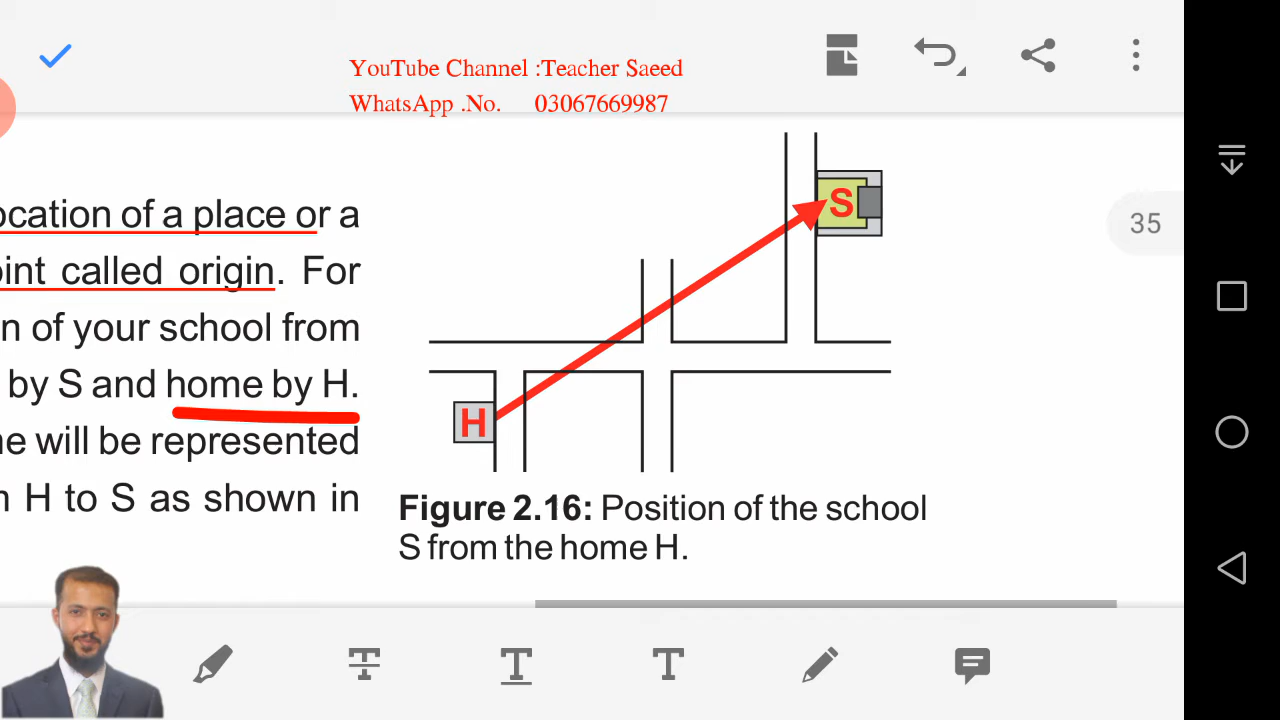 YouTube Channel :Teacher Saeed
WhatsApp .No. 03067669987
ocation of a place or a
oint called origin. For
n of your school from
by S and home by H.
e will be represented
H to S as shown in
S
H
Figure 2.16: Position of the school
S from the home H.
35
T
T
T